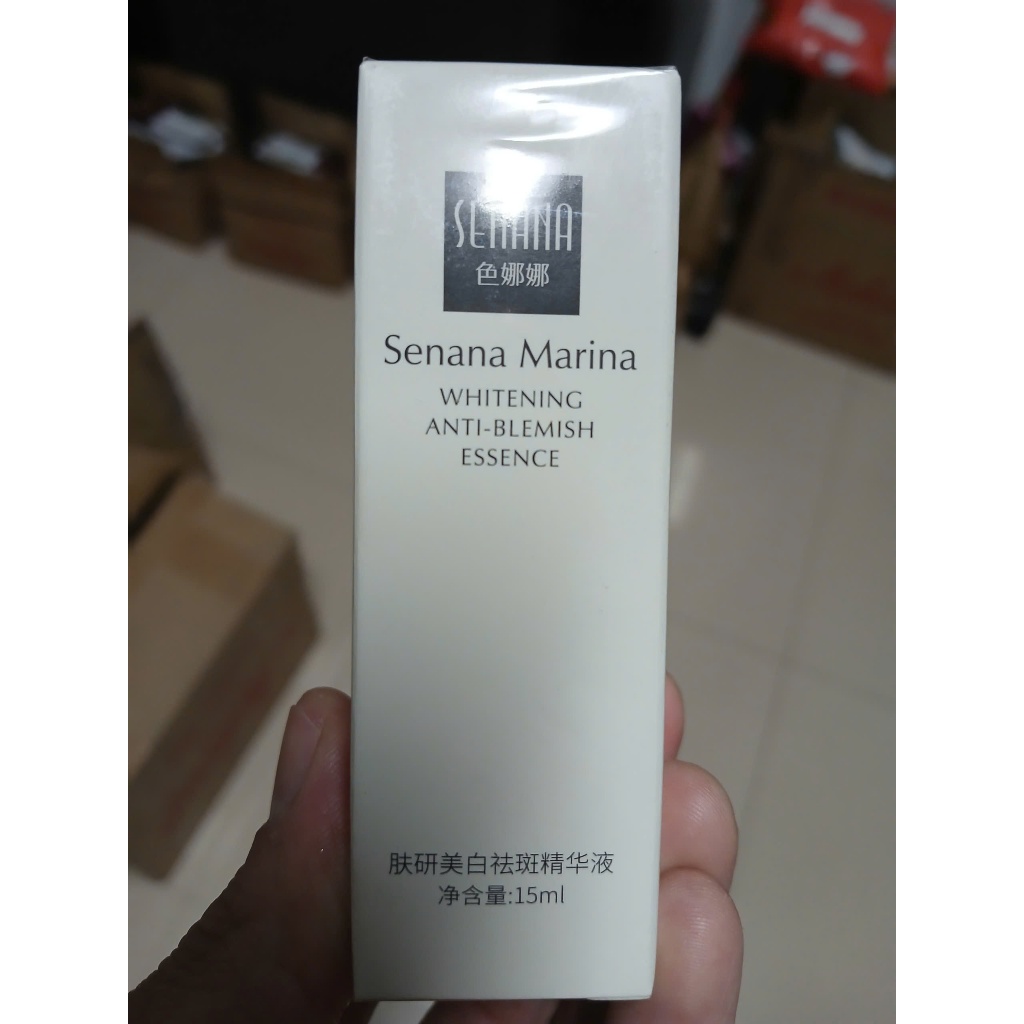 SENANA
色娜娜
Senana Marina
WHITENING
ANTI-BLEMISH
ESSENCE
肤研美白祛斑精华液
净含量:15ml